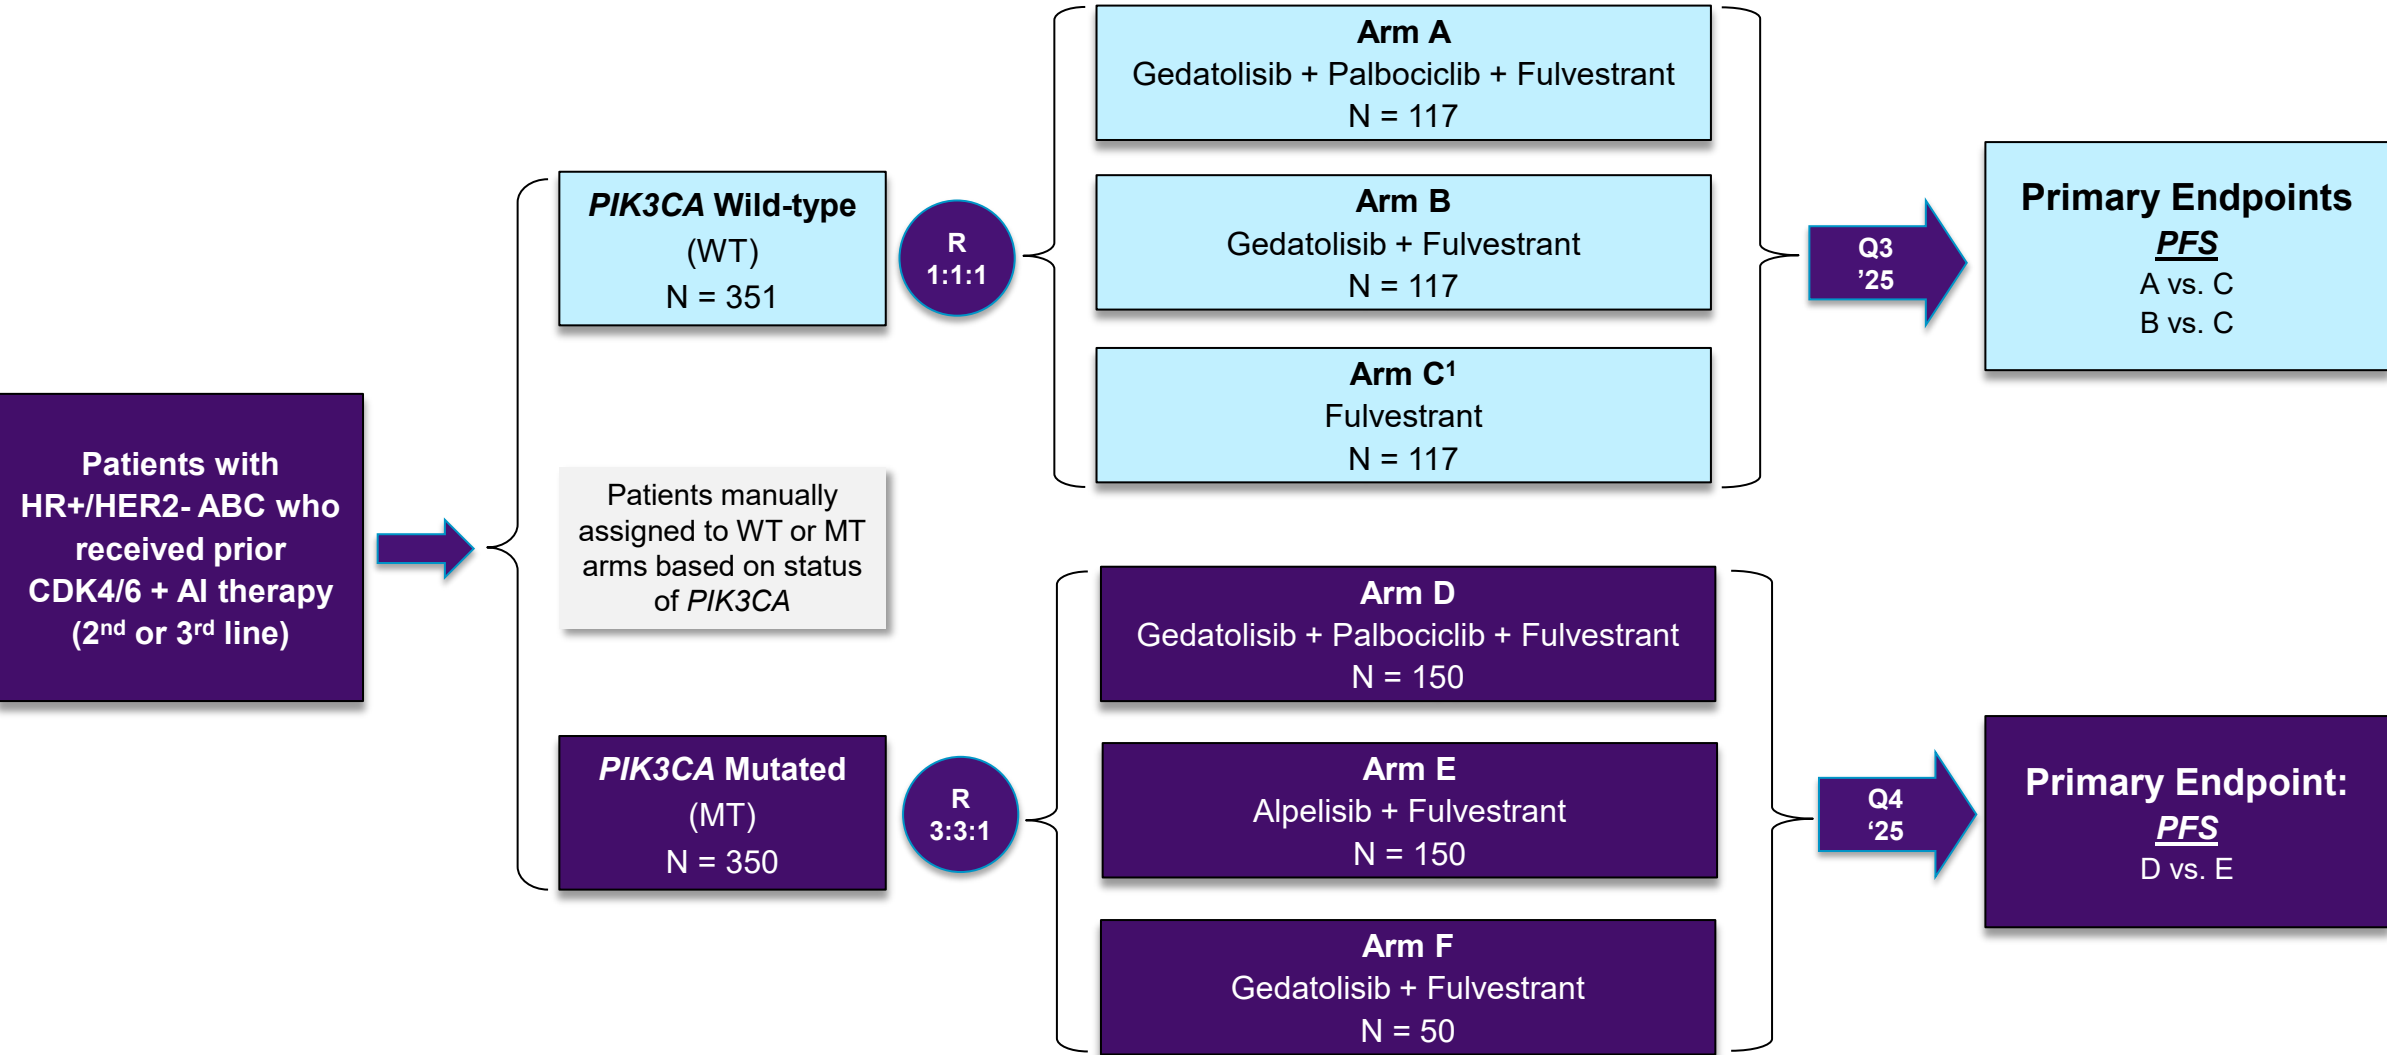 Patients with
HR+/HER2- ABC who
received prior
CDK4/6 + AI therapy
(2nd or 3rd line)
PIK3CA Wild-type
(WT)
N = 351
R
1:1:1
Patients manually
assigned to WT or MT
arms based on status
of PIK3CA
PIK3CA Mutated
(MT)
N = 350
R
3:3:1
Arm A
Gedatolisib + Palbociclib + Fulvestrant
N = 117
Arm B
Gedatolisib + Fulvestrant
N = 117
Arm C¹
Fulvestrant
N = 117
Q3
’25
Primary Endpoints
PFS
A vs. C
B vs. C
Arm D
Gedatolisib + Palbociclib + Fulvestrant
N = 150
Arm E
Alpelisib + Fulvestrant
N = 150
Arm F
Gedatolisib + Fulvestrant
N = 50
Q4
‘25
Primary Endpoint:
PFS
D vs. E